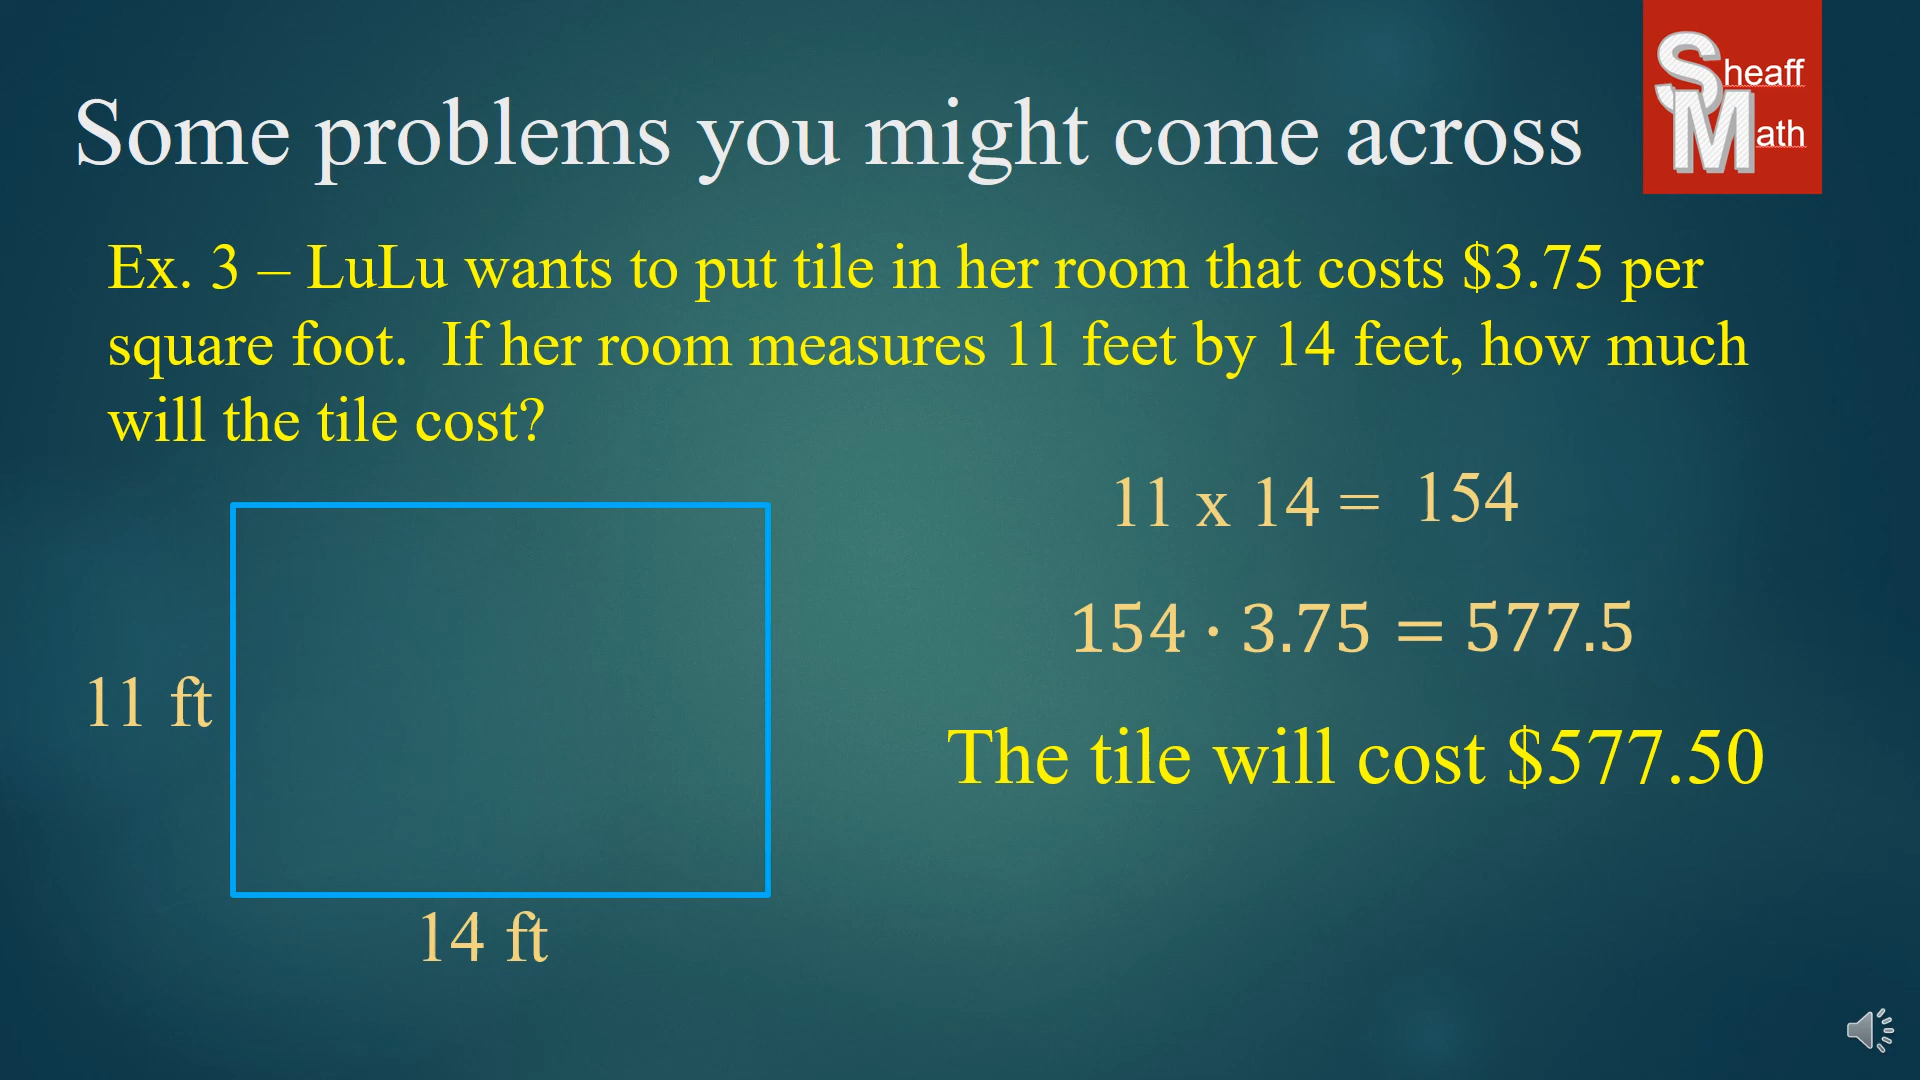 Some problems you might come across
Sheaff
Math
Ex. 3 – LuLu wants to put tile in her room that costs $3.75 per
square foot.  If her room measures 11 feet by 14 feet, how much
will the tile cost?
11 x 14 = 154
154 · 3.75 = 577.5
11 ft
The tile will cost $577.50
14 ft